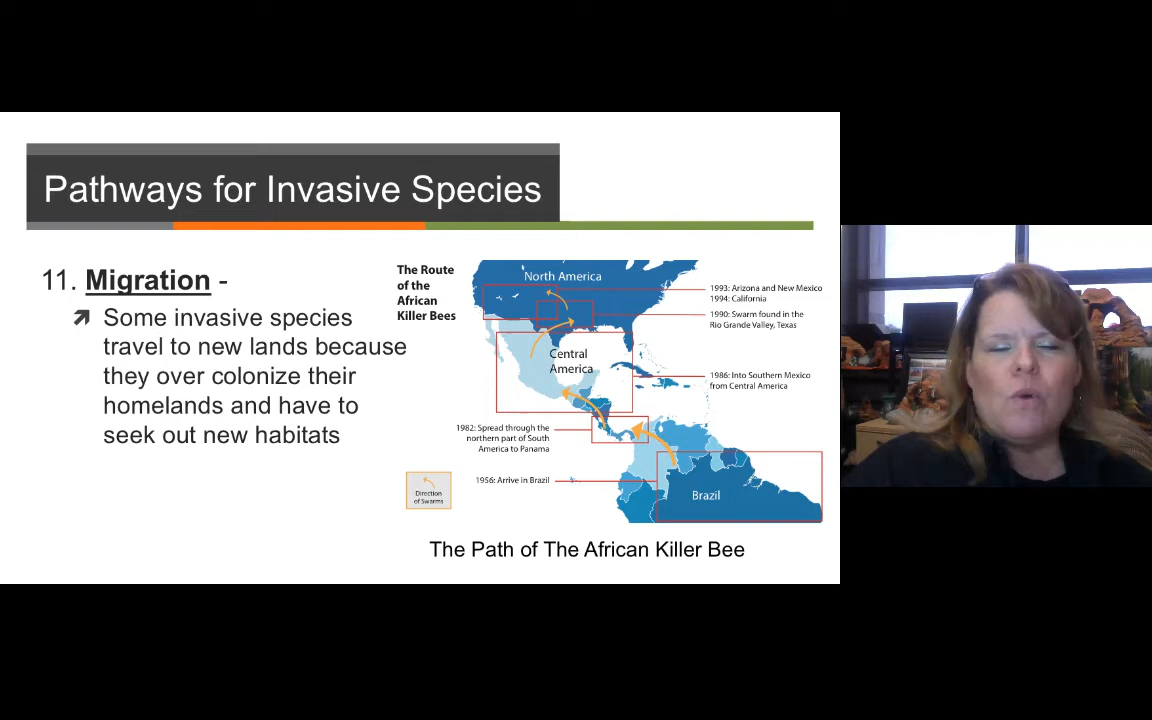 Pathways for Invasive Species
11. Migration -
Some invasive species
travel to new lands because
they over colonize their
homelands and have to
seek out new habitats
The Route
of the
African
Killer Bees
North America
Central
America
Brazil
1993: Arizona and New Mexico
1994: California
1990: Swarm found in the
Rio Grande Valley, Texas
1986: Into Southern Mexico
from Central America
1982: Spread through the
northern part of South
America to Panama
1956: Arrive in Brazil
Direction
of Swarms
The Path of The African Killer Bee